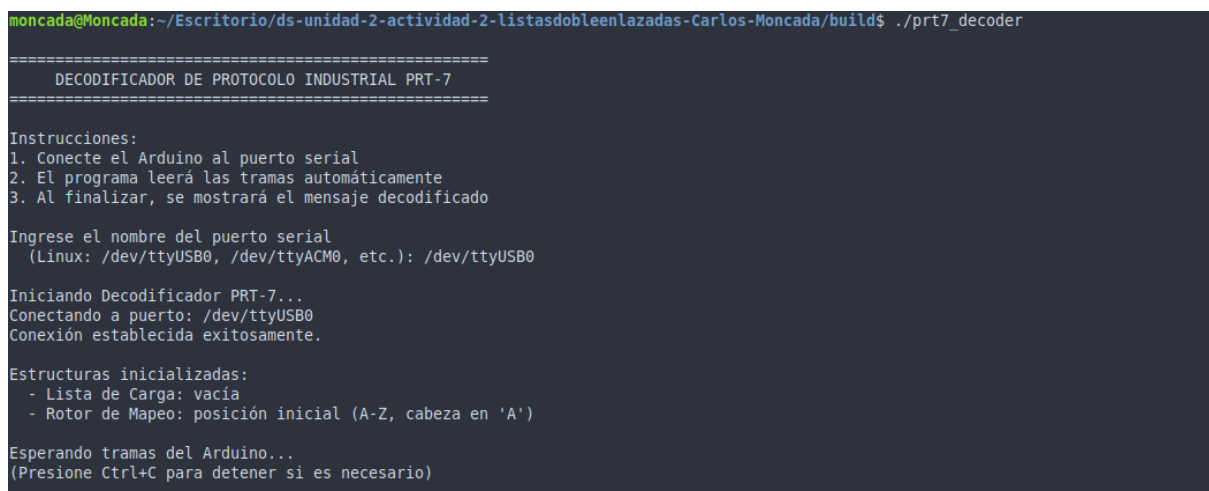 moncada@Moncada:~/Escritorio/ds-unidad-2-actividad-2-listasdobleenlazadas-Carlos-Moncada/build$ ./prt7_decoder
====================================================
DECODIFICADOR DE PROTOCOLO INDUSTRIAL PRT-7
====================================================
Instrucciones:
1. Conecte el Arduino al puerto serial
2. El programa leerá las tramas automáticamente
3. Al finalizar, se mostrará el mensaje decodificado
Ingrese el nombre del puerto serial
(Linux: /dev/ttyUSB0, /dev/ttyACM0, etc.): /dev/ttyUSB0
Iniciando Decodificador PRT-7...
Conectando a puerto: /dev/ttyUSB0
Conexión establecida exitosamente.
Estructuras inicializadas:
- Lista de Carga: vacía
- Rotor de Mapeo: posición inicial (A-Z, cabeza en 'A')
Esperando tramas del Arduino...
(Presione Ctrl+C para detener si es necesario)